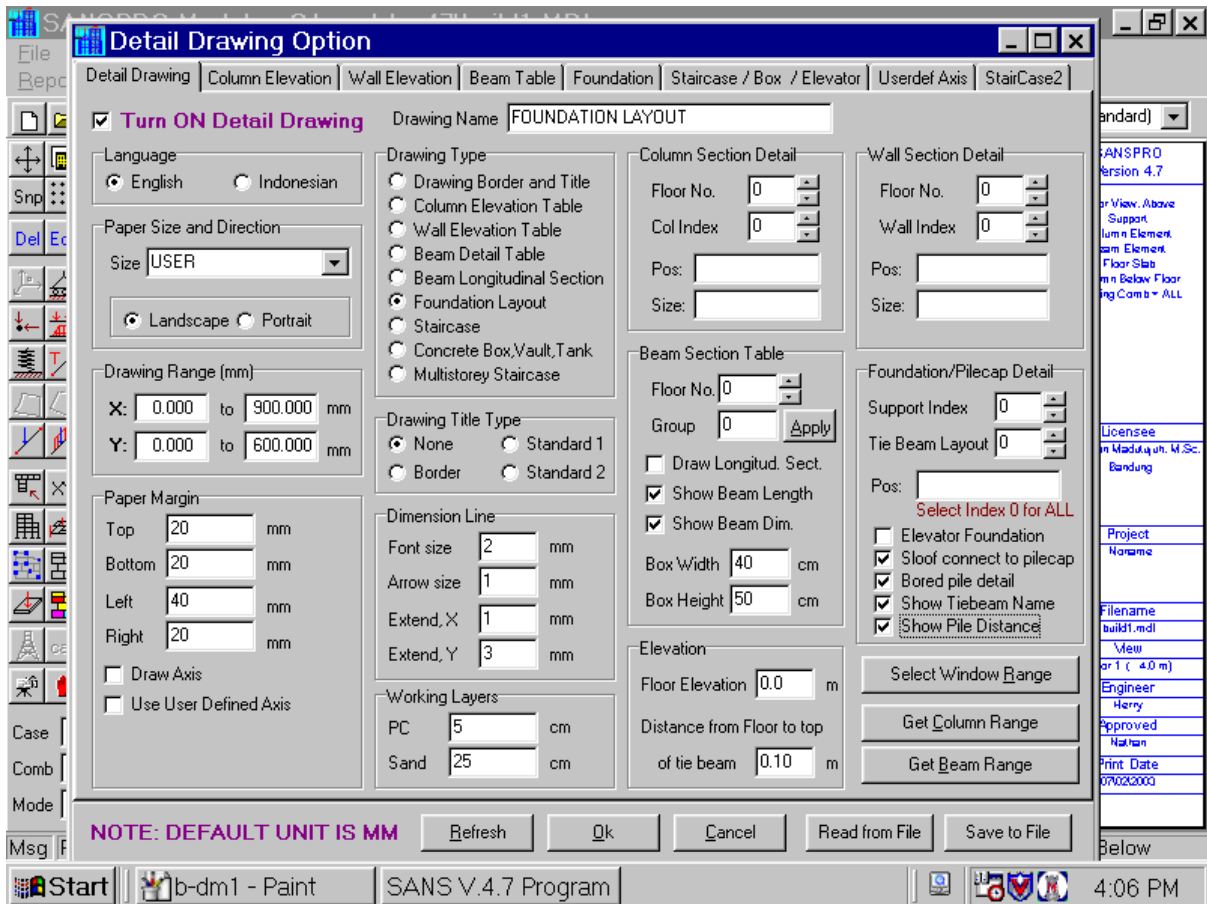 Detail Drawing Option
File
Detail Drawing
Column Elevation
Wall Elevation
Beam Table
Foundation
Staircase / Box / Elevator
Userdef Axis
StairCase2
Turn ON Detail Drawing
Drawing Name
FOUNDATION LAYOUT
Language
English
Indonesian
Paper Size and Direction
Size
USER
Landscape
Portrait
Drawing Range (mm)
X: 0.000 to 900.000 mm
Y: 0.000 to 600.000 mm
Paper Margin
Top 20 mm
Bottom 20 mm
Left 40 mm
Right 20 mm
Draw Axis
Use User Defined Axis
Drawing Type
Drawing Border and Title
Column Elevation Table
Wall Elevation Table
Beam Detail Table
Beam Longitudinal Section
Foundation Layout
Staircase
Concrete Box,Vault,Tank
Multistorey Staircase
Drawing Title Type
None
Standard 1
Border
Standard 2
Dimension Line
Font size 2 mm
Arrow size 1 mm
Extend, X 1 mm
Extend, Y 3 mm
Working Layers
PC 5 cm
Sand 25 cm
Column Section Detail
Floor No. 0
Col Index 0
Pos:
Size:
Beam Section Table
Floor No. 0
Group 0 Apply
Draw Longitud. Sect.
Show Beam Length
Show Beam Dim.
Box Width 40 cm
Box Height 50 cm
Elevation
Floor Elevation 0.0 m
Distance from Floor to top
of tie beam 0.10 m
Wall Section Detail
Floor No. 0
Wall Index 0
Pos:
Size:
Foundation/Pilecap Detail
Support Index 0
Tie Beam Layout 0
Pos:
Select Index 0 for ALL
Elevator Foundation
Sloof connect to pilecap
Bored pile detail
Show Tiebeam Name
Show Pile Distance
Select Window Range
Get Column Range
Get Beam Range
NOTE: DEFAULT UNIT IS MM
Refresh
Ok
Cancel
Read from File
Save to File
Snp
Del
Case
Comb
Mode
Msg
SANSPRO
Version 4.7
Support
Floor Slab
Licensee
Bandung
Project
Noname
Filename
build1.mdl
View
Engineer
Herry
Approved
Nathan
Print Date
Below
Start
b-dm1 - Paint
SANS V.4.7 Program
4:06 PM